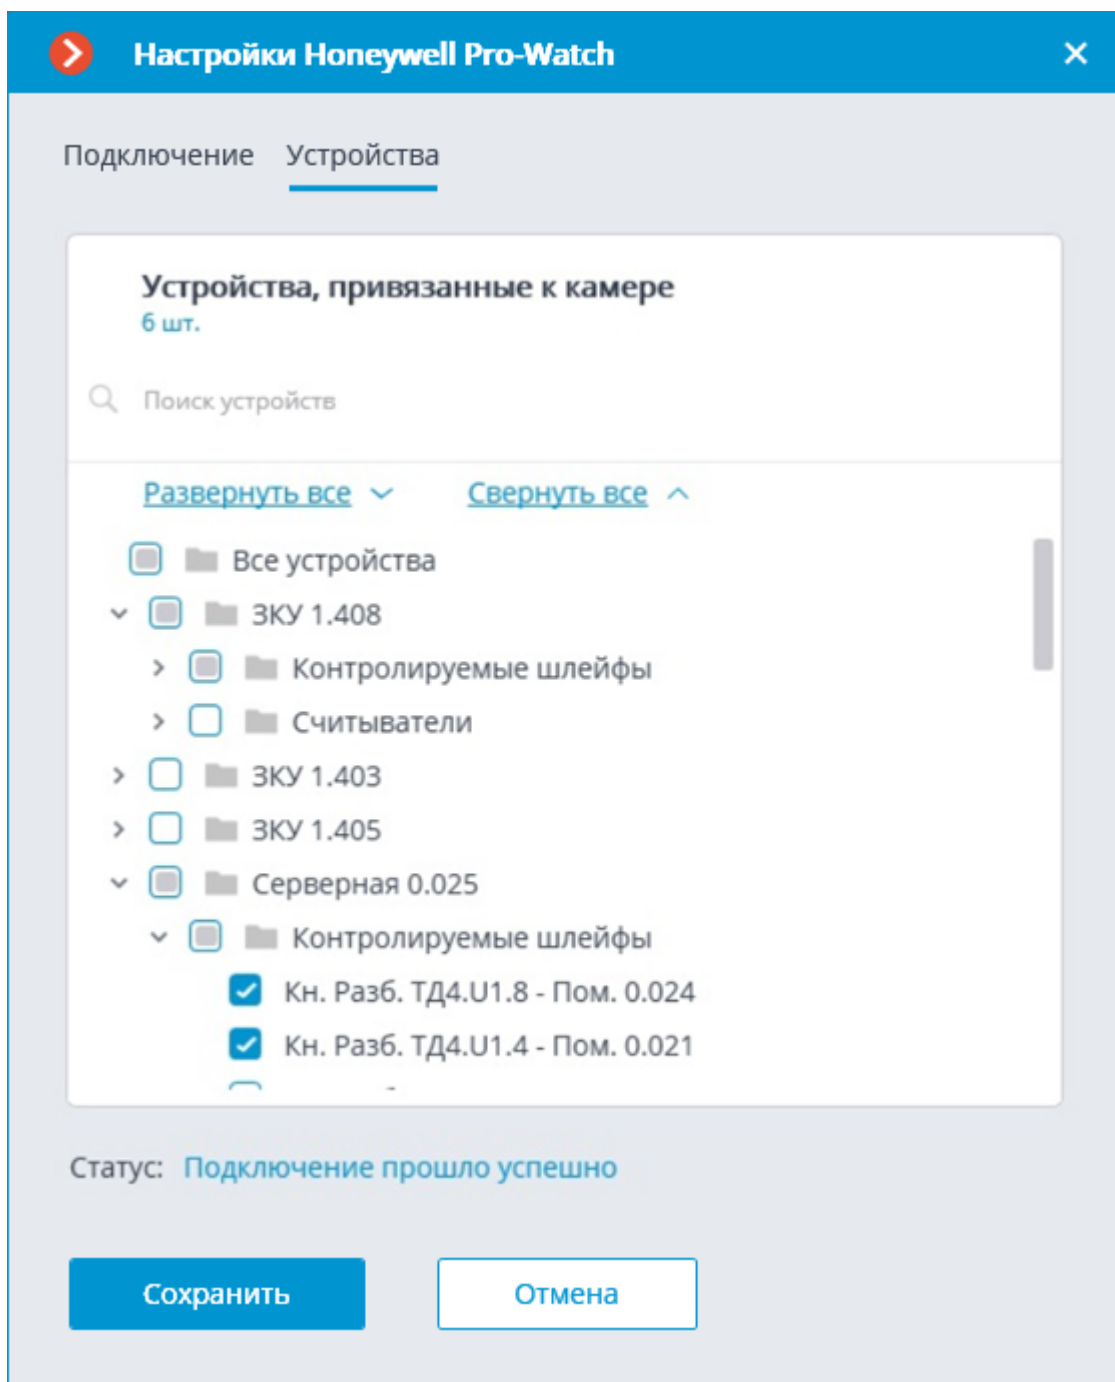 Настройки Honeywell Pro-Watch
Подключение Устройства
Устройства, привязанные к камере
6 шт.
Поиск устройств
Развернуть все Свернуть все
Все устройства
ЗКУ 1.408
Контролируемые шлейфы
Считыватели
ЗКУ 1.403
ЗКУ 1.405
Серверная 0.025
Контролируемые шлейфы
Кн. Разб. ТД4.U1.8 - Пом. 0.024
Кн. Разб. ТД4.U1.4 - Пом. 0.021
Статус: Подключение прошло успешно
Сохранить Отмена